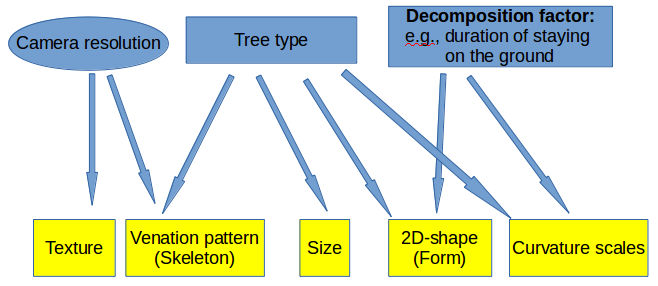 Camera resolution
Tree type
Decomposition factor:
e.g., duration of staying
on the ground
Texture
Venation pattern
(Skeleton)
Size
2D-shape
(Form)
Curvature scales